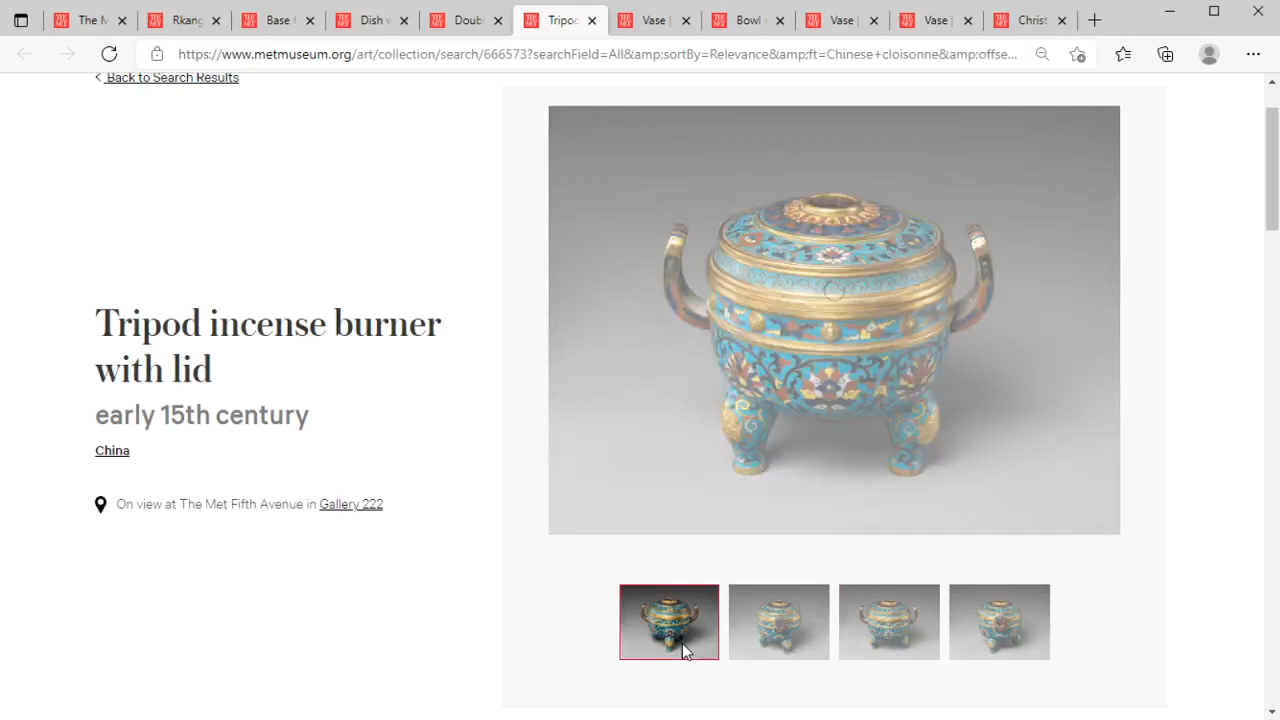 The M
Rkang
Base f
Dish w
Doubl
Tripod
Vase |
Bowl v
Vase |
Vase |
Christ
https://www.metmuseum.org/art/collection/search/666573?searchField=All&amp;sortBy=Relevance&amp;ft=Chinese+cloisonne&amp;offse...
Back to Search Results
Tripod incense burner
with lid
early 15th century
China
On view at The Met Fifth Avenue in Gallery 222